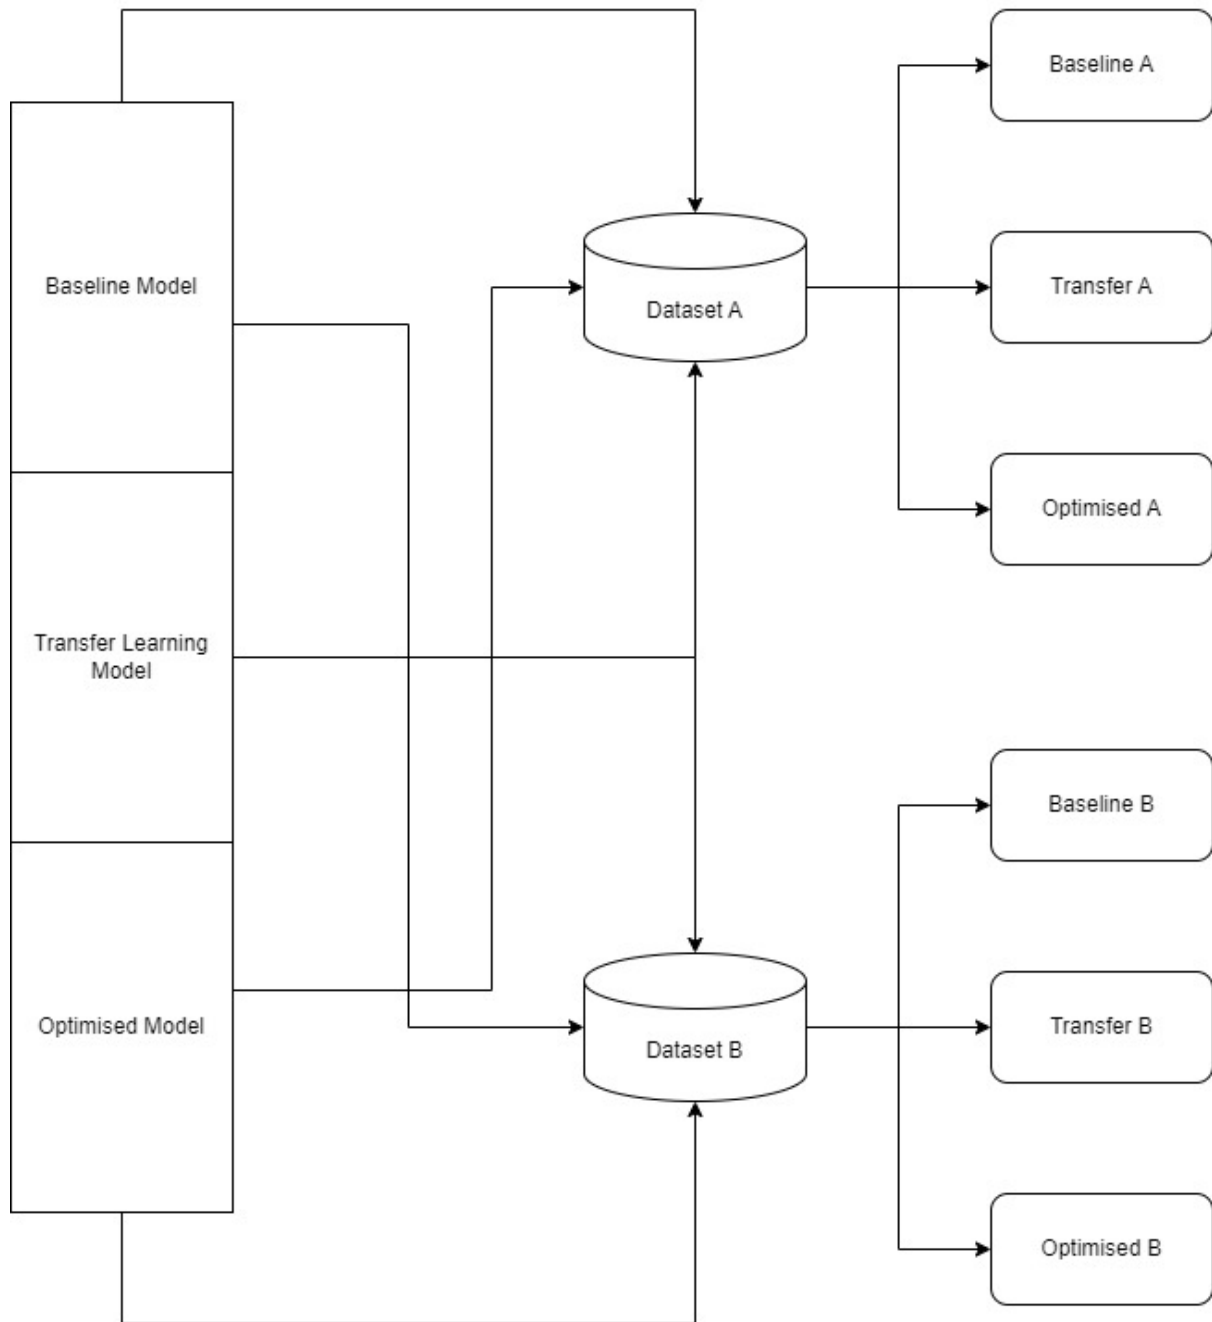 Baseline Model
Transfer Learning
Model
Optimised Model
Dataset A
Dataset B
Baseline A
Transfer A
Optimised A
Baseline B
Transfer B
Optimised B